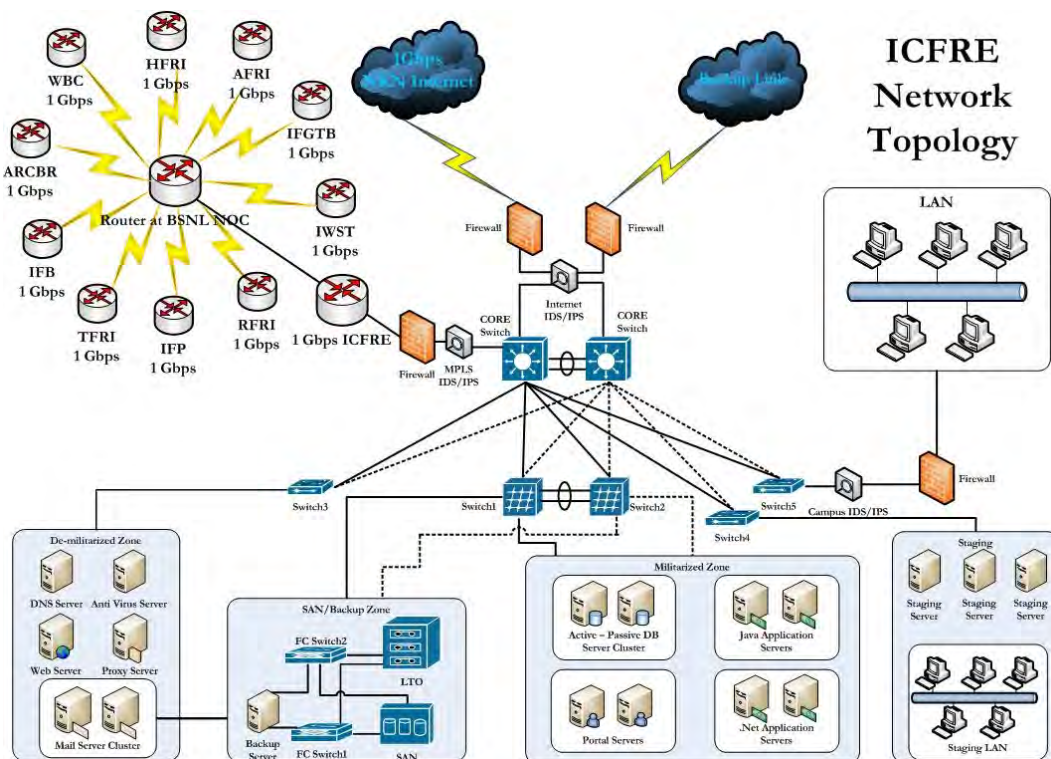 ICFRE
Network
Topology
1Gbps
NKN Internet
Backup Link
HFRI
1 Gbps
WBC
1 Gbps
AFRI
1 Gbps
IFGTB
1 Gbps
ARCBR
1 Gbps
Router at BSNL NOC
IWST
1 Gbps
IFB
1 Gbps
TFRI
1 Gbps
IFP
1 Gbps
RFRI
1 Gbps
1 Gbps ICFRE
Firewall
Firewall
Internet
IDS/IPS
CORE
Switch
CORE
Switch
Firewall
MPLS
IDS/IPS
LAN
Firewall
Campus IDS/IPS
Switch3
Switch1
Switch2
Switch5
Switch4
De-militarized Zone
DNS Server
Anti Virus Server
Web Server
Proxy Server
Mail Server Cluster
SAN/Backup Zone
FC Switch2
LTO
Backup
Server
FC Switch1
SAN
Militarized Zone
Active – Passive DB
Server Cluster
Java Application
Servers
Portal Servers
.Net Application
Servers
Staging
Staging
Server
Staging
Server
Staging
Server
Staging LAN